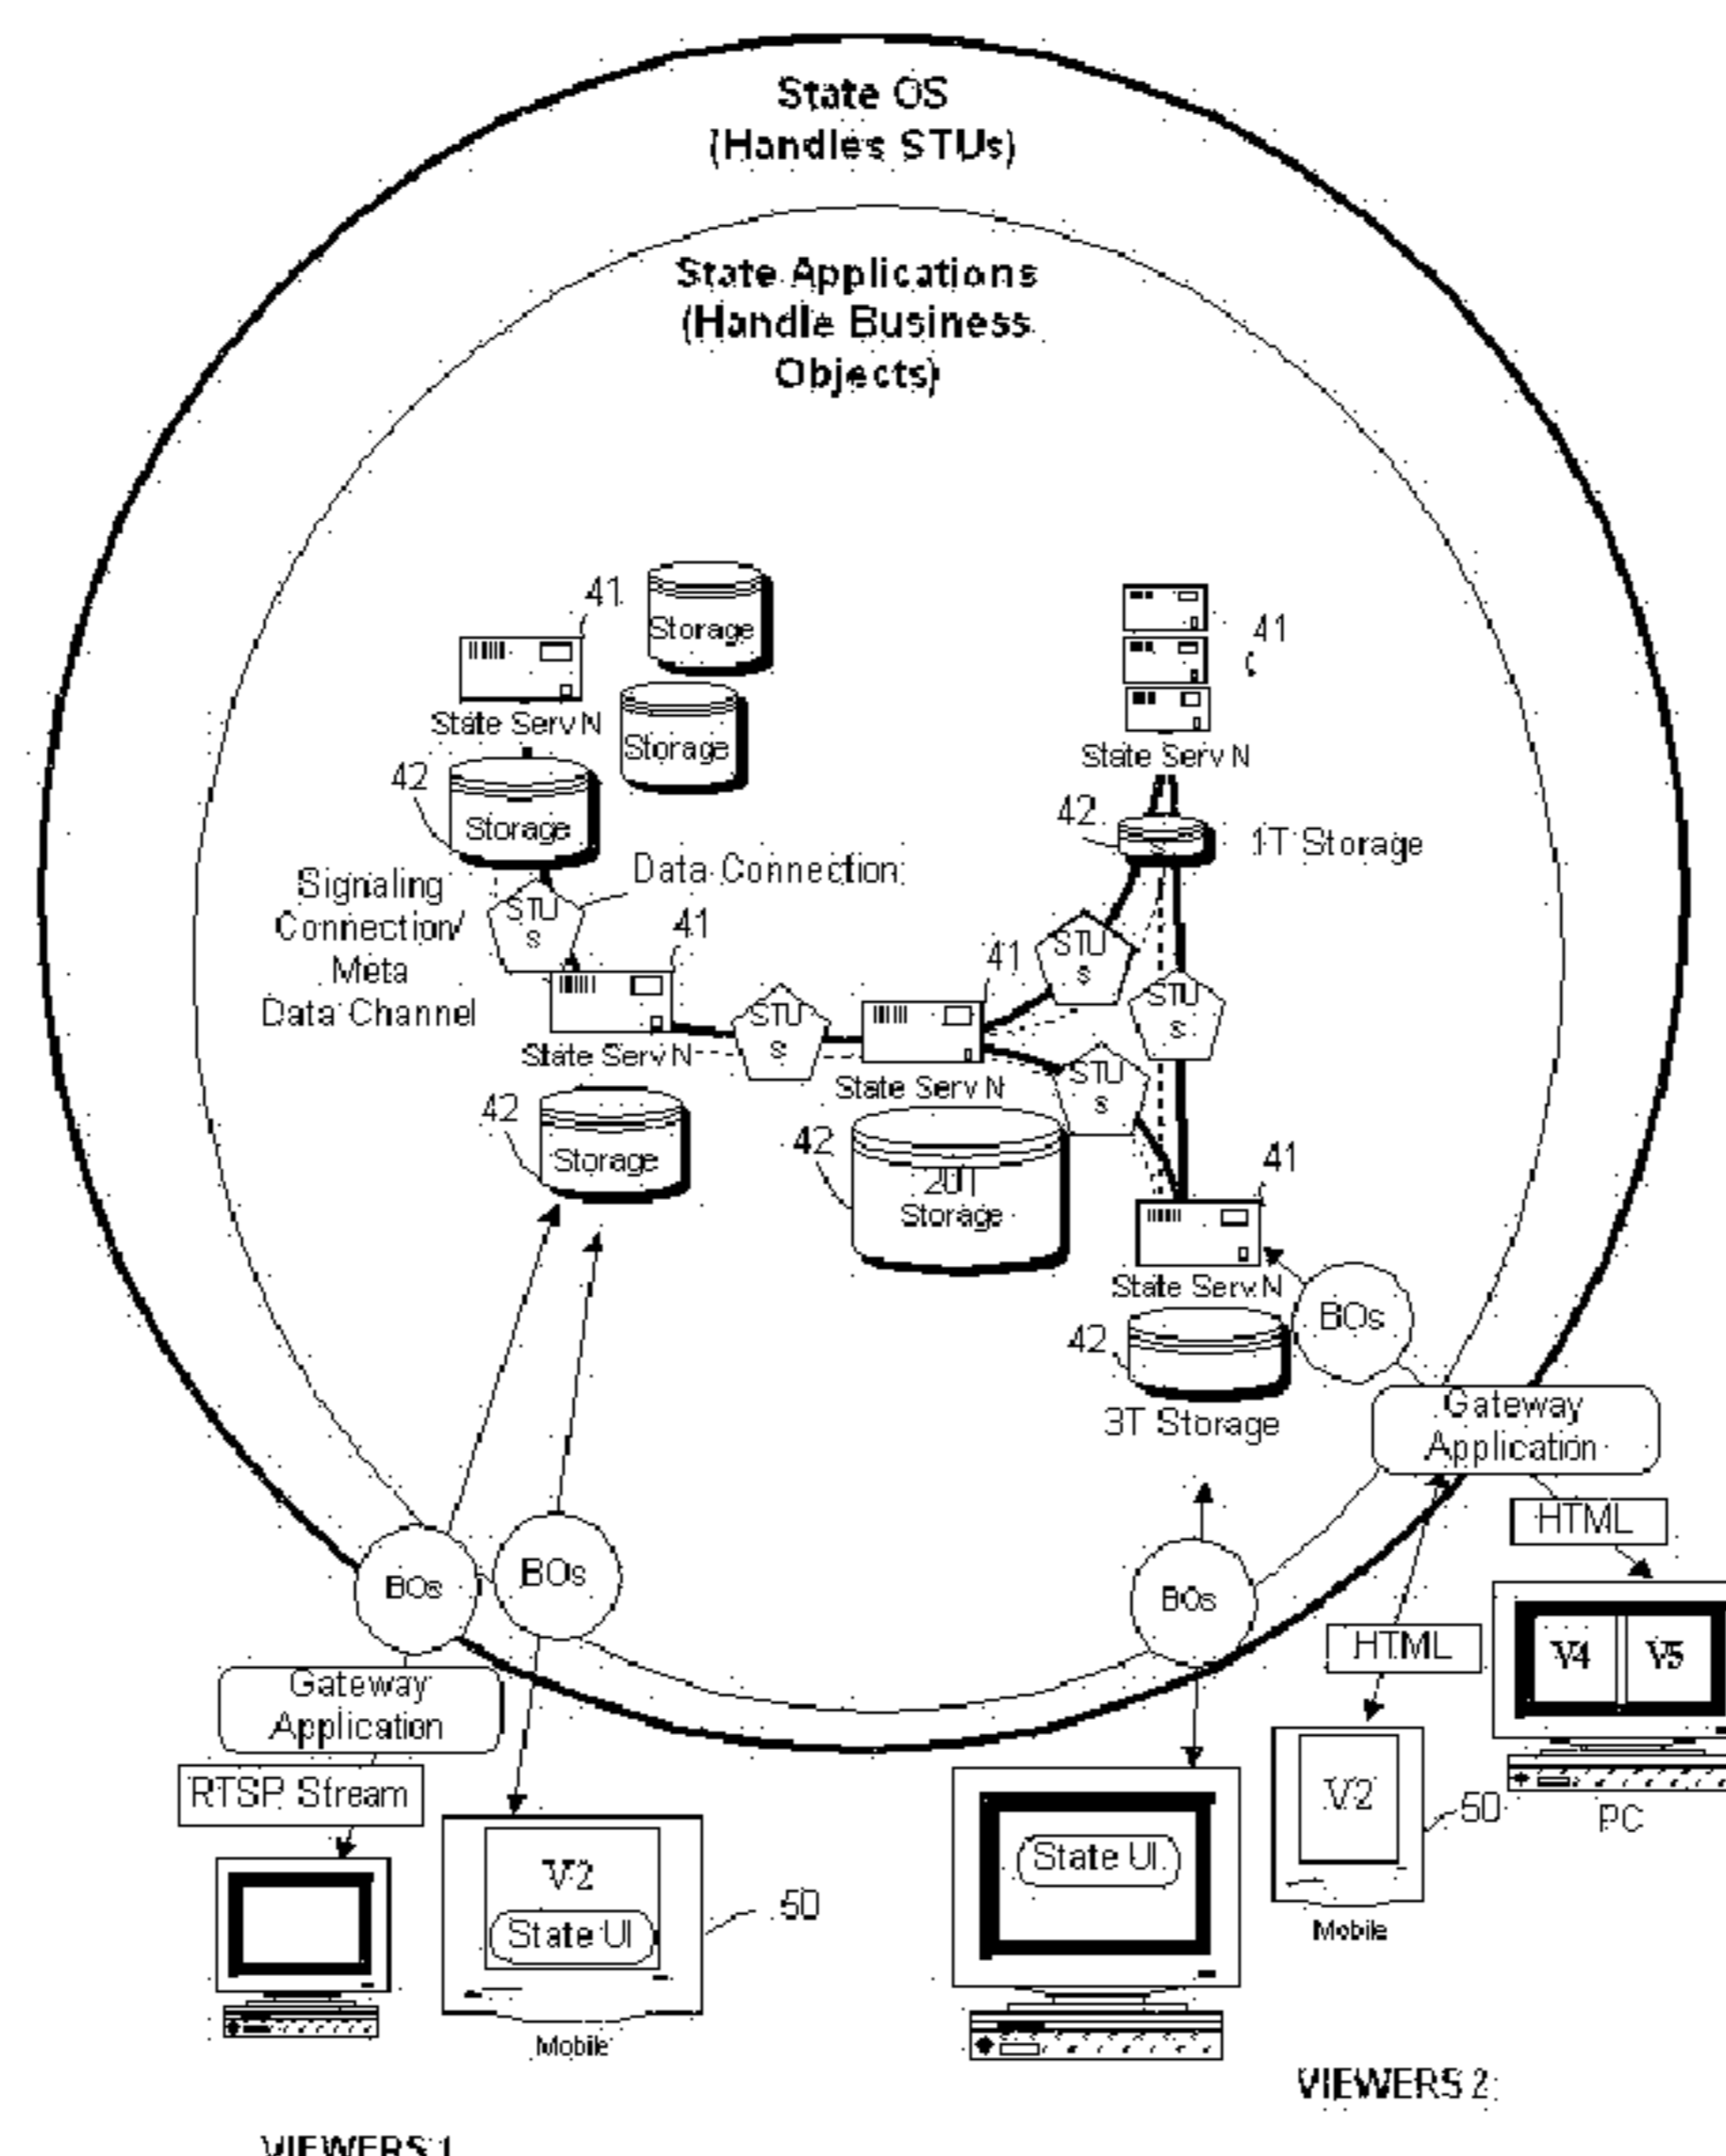 State OS
(Handles STUs)
State Applications
(Handle Business
Objects)
41
Storage
41
State Serv N
Storage
State Serv N
42
Storage
42
1T Storage
Data Connection
Signaling
Connection/
Meta
Data Channel
STU
s
41
STU
s
41
STU
s
STU
s
State Serv N
State Serv N
STU
s
42
Storage
42
20T
Storage
41
State Serv N
BOs
42
3T Storage
Gateway
Application
HTML
BOs
BOs
BOs
HTML
V4
V5
Gateway
Application
RTSP Stream
V2
50
PC
State UI
V2
State UI
50
Mobile
Mobile
VIEWERS 2
VIEWERS 1